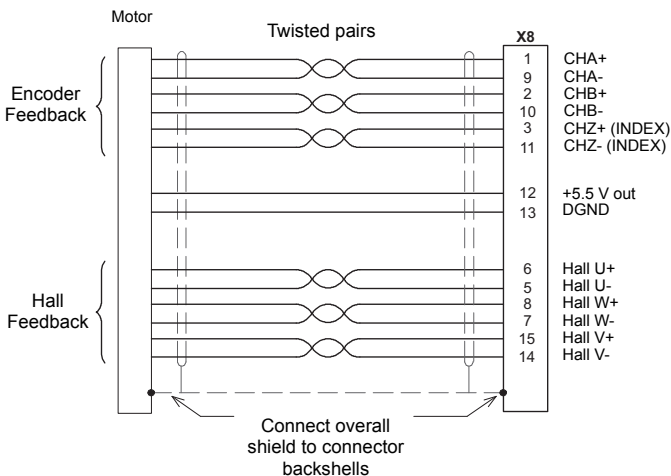 Motor
Twisted pairs
X8
Encoder
Feedback
1 CHA+
9 CHA-
2 CHB+
10 CHB-
3 CHZ+ (INDEX)
11 CHZ- (INDEX)
12 +5.5 V out
13 DGND
Hall
Feedback
6 Hall U+
5 Hall U-
8 Hall W+
7 Hall W-
15 Hall V+
14 Hall V-
Connect overall
shield to connector
backshells